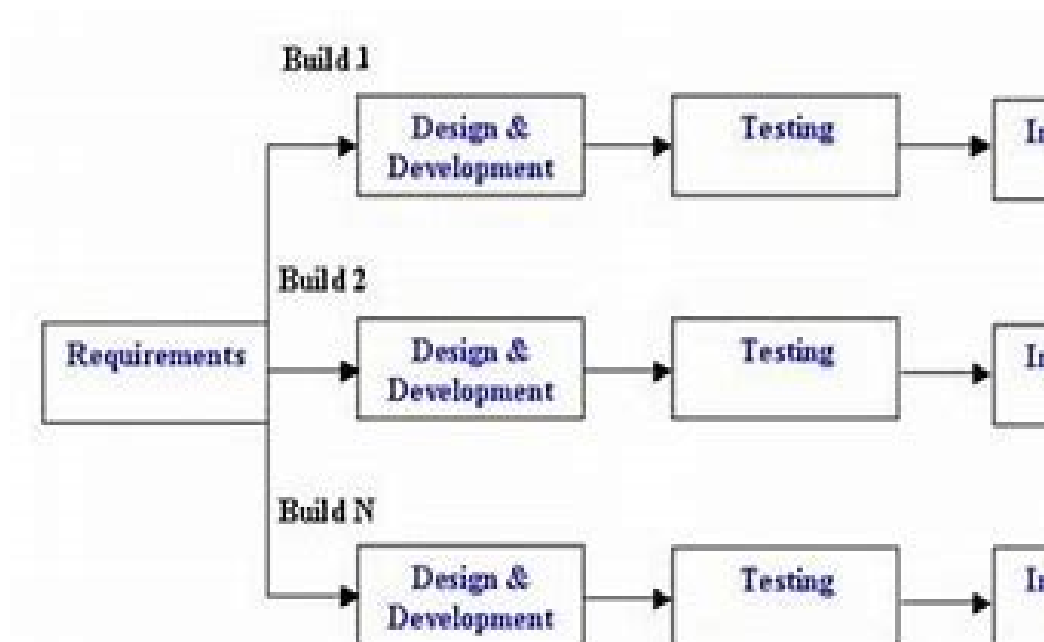 Build 1
Design &
Development
Testing
Build 2
Requirements
Design &
Development
Testing
Build N
Design &
Development
Testing